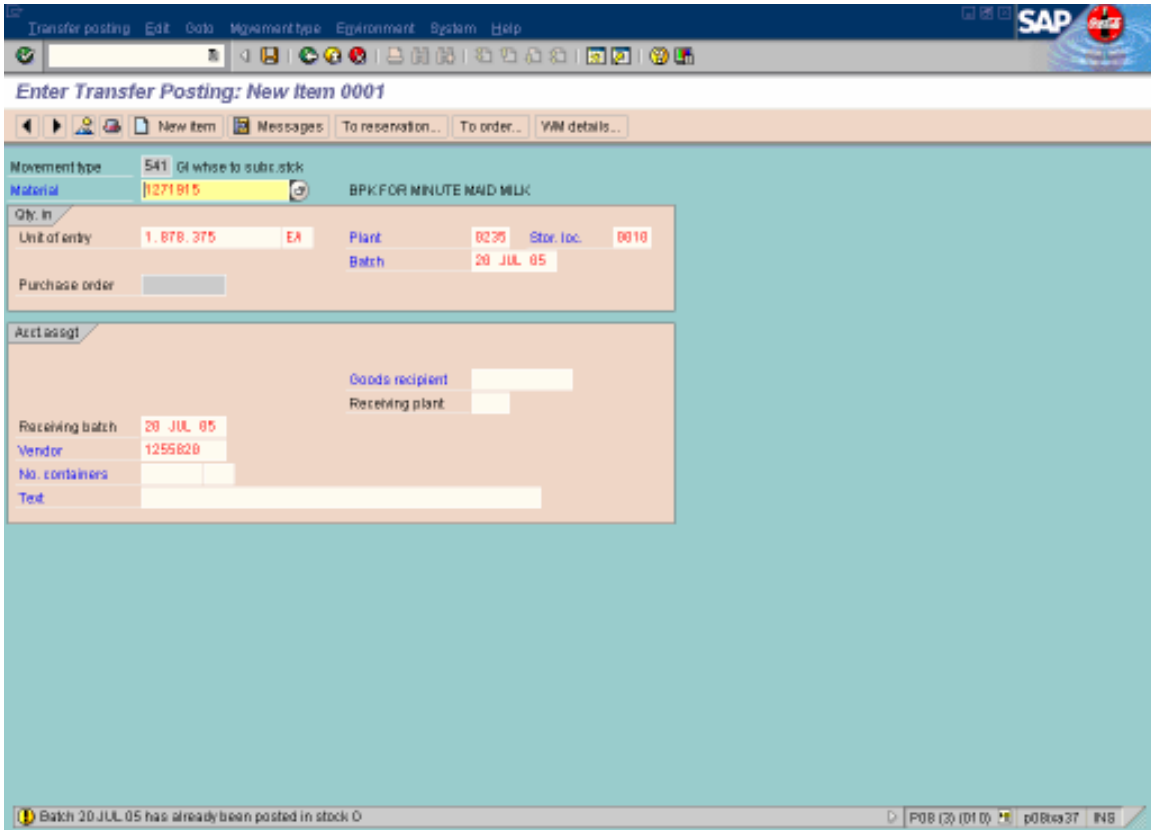 Transfer posting Edit Goto Movement type Environment System Help
SAP
Enter Transfer Posting: New Item 0001
New item Messages To reservation... To order... WM details...
Movement type 541 GI whse to subc.stck
Material 1271915 BPK FOR MINUTE MAID MILK
Qty. in
Unit of entry 1.878.375 EA Plant 0235 Stor. loc. 0010
Batch 20 JUL 05
Purchase order
Acct assgt
Goods recipient
Receiving plant
Receiving batch 20 JUL 05
Vendor 1255820
No. containers
Text
Batch 20 JUL 05 has already been posted in stock O P08 (3) (010) INS